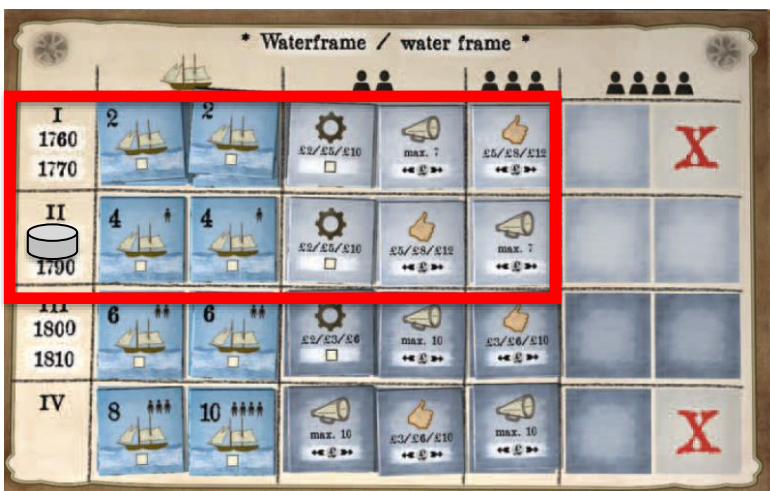 * Waterframe / water frame *
I
1760
1770
2
2
£2/£5/£10
max. 7
£
£5/£8/£12
£
X
II
1790
4
4
£2/£5/£10
£5/£8/£12
£
max. 7
£
III
1800
1810
6
6
£2/£3/£6
max. 10
£
£3/£6/£10
£
IV
8
10
max. 10
£
£3/£6/£10
£
max. 10
£
X